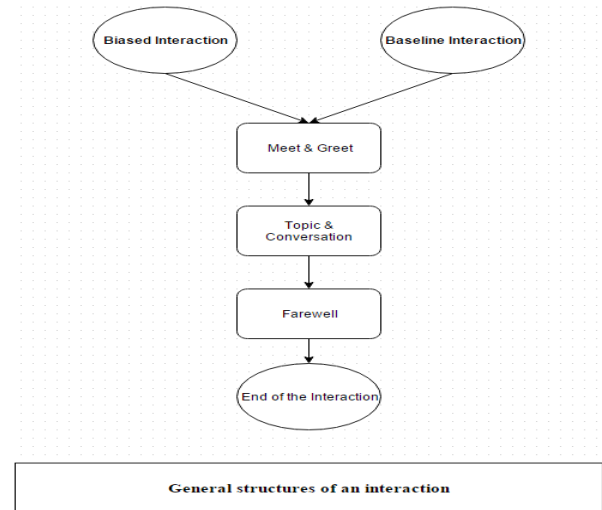 Biased Interaction
Baseline Interaction
Meet & Greet
Topic &
Conversation
Farewell
End of the Interaction
General structures of an interaction